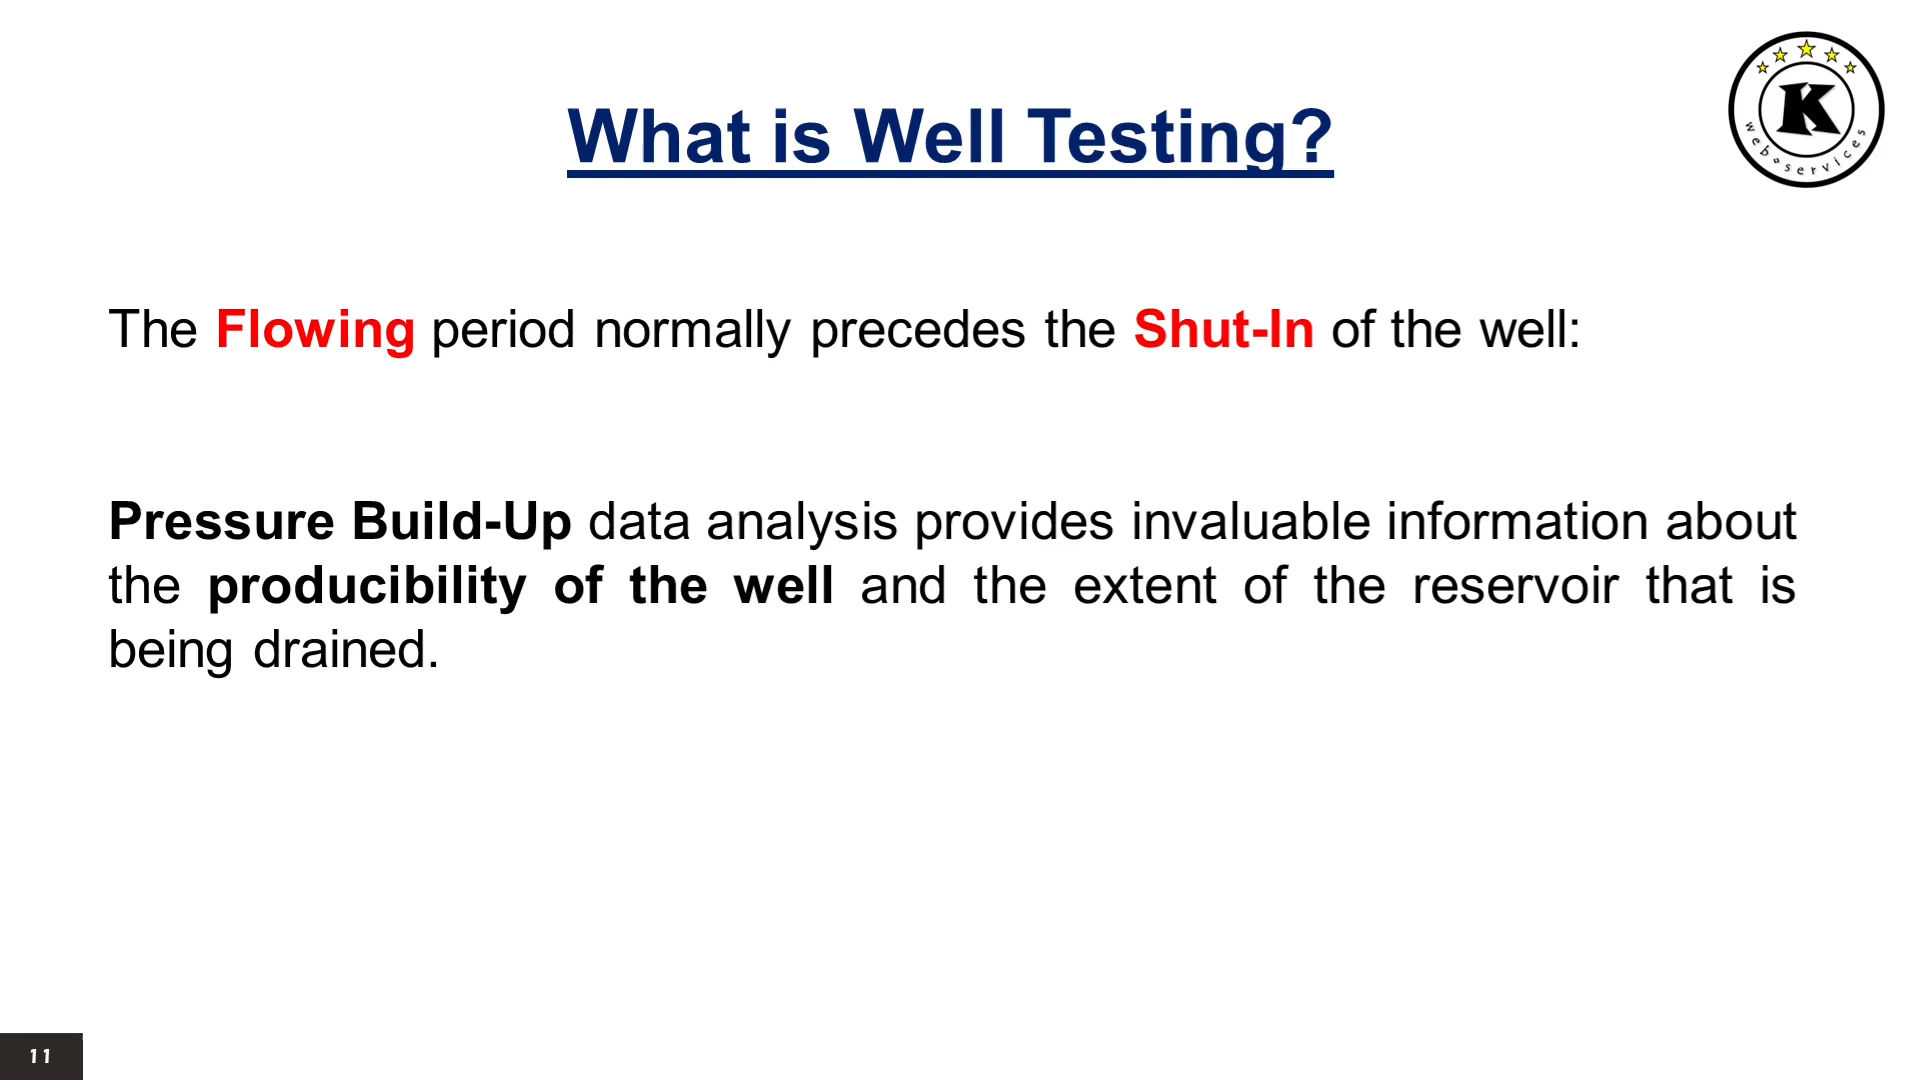 What is Well Testing?
K
web services
The Flowing period normally precedes the Shut-In of the well:
Pressure Build-Up data analysis provides invaluable information about
the producibility of the well and the extent of the reservoir that is
being drained.
11